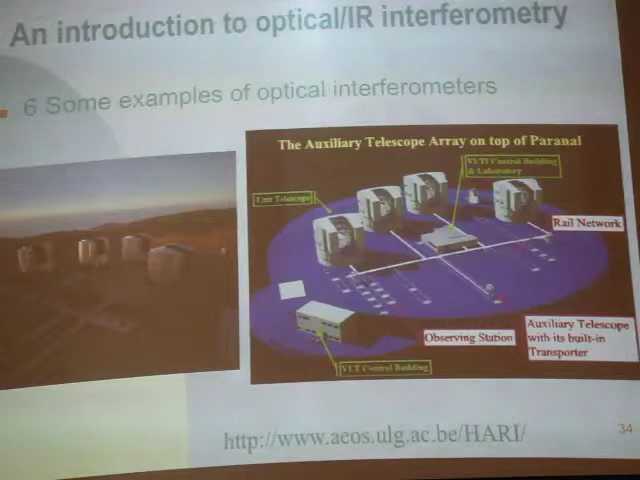 An introduction to optical/IR interferometry
6 Some examples of optical interferometers
The Auxiliary Telescope Array on top of Paranal
VLTI Control Building
& Laboratory
Unit Telescope
Rail Network
Observing Station
Auxiliary Telescope
with its built-in
Transporter
VLT Control Building
http://www.aeos.ulg.ac.be/HARI/
34